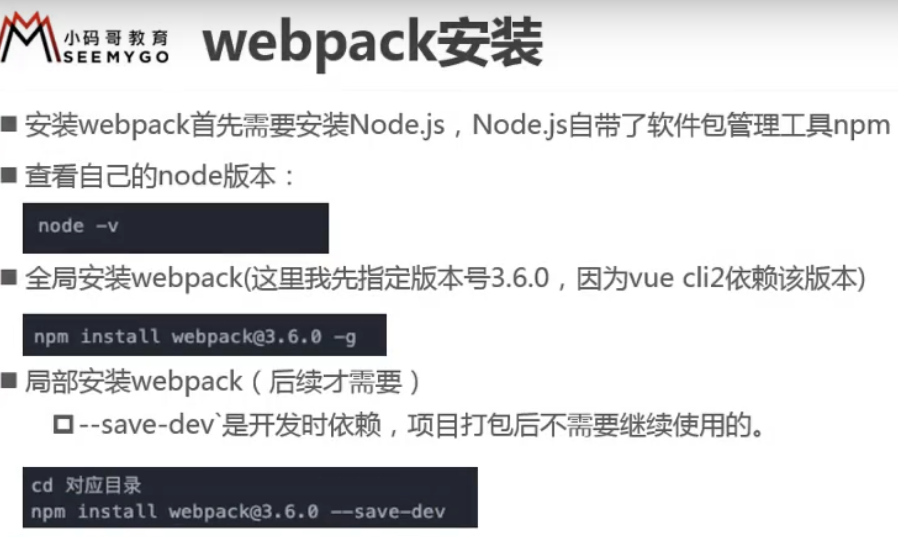 小码哥教育
SEEMYGO
webpack安装
安装webpack首先需要安装Node.js，Node.js自带了软件包管理工具npm
查看自己的node版本：
node -v
全局安装webpack(这里我先指定版本号3.6.0，因为vue cli2依赖该版本)
npm install webpack@3.6.0 -g
局部安装webpack（后续才需要）
--save-dev`是开发时依赖，项目打包后不需要继续使用的。
cd 对应目录
npm install webpack@3.6.0 --save-dev